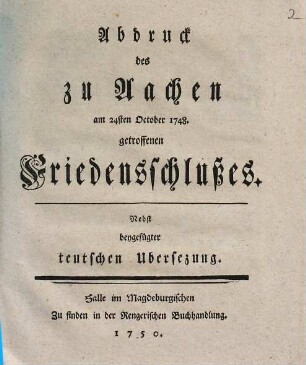 2
Abdruck
des
zu Aachen
am 24sten October 1748.
getroffenen
Friedensschlußes.
Nebst
beygefügter
teutschen Ubersezung.
Halle im Magdeburgischen
Zu finden in der Rengerischen Buchhandlung.
1750.